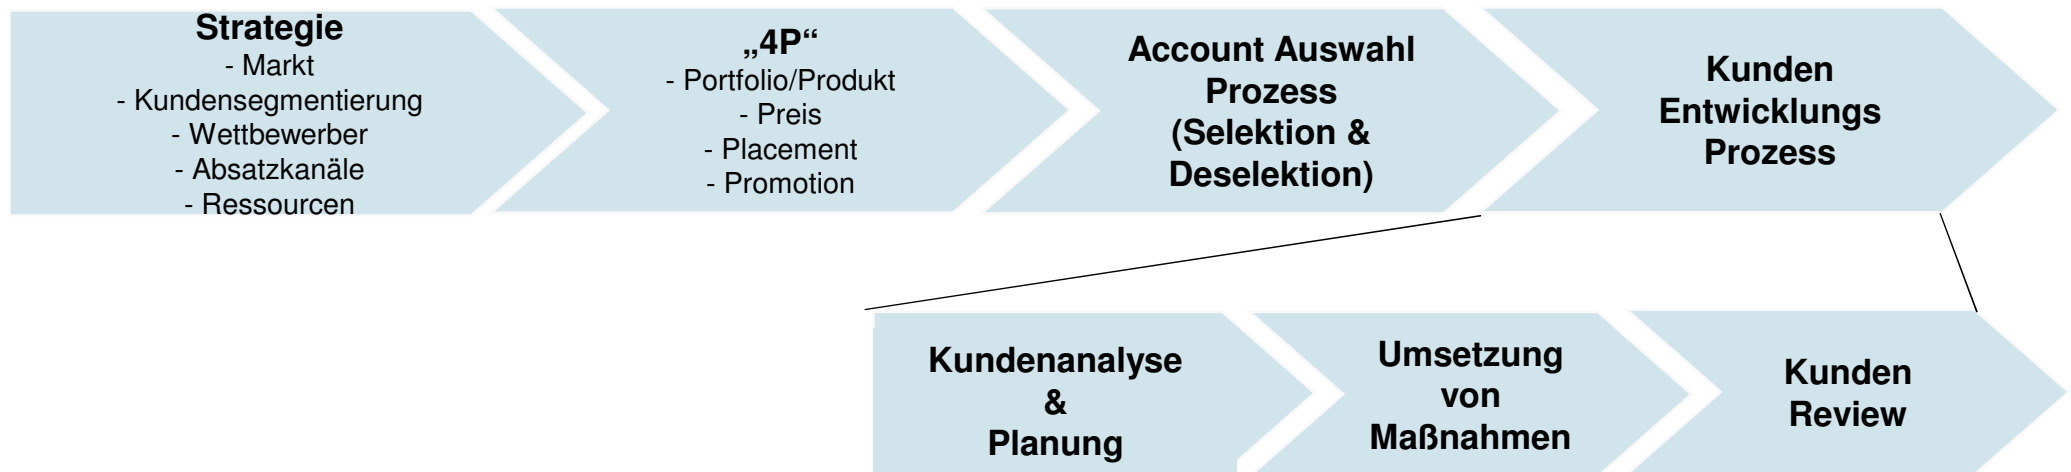 Strategie
- Markt
- Kundensegmentierung
- Wettbewerber
- Absatzkanäle
- Ressourcen
„4P“
- Portfolio/Produkt
- Preis
- Placement
- Promotion
Account Auswahl
Prozess
(Selektion &
Deselektion)
Kunden
Entwicklungs
Prozess
Kundenanalyse
&
Planung
Umsetzung
von
Maßnahmen
Kunden
Review